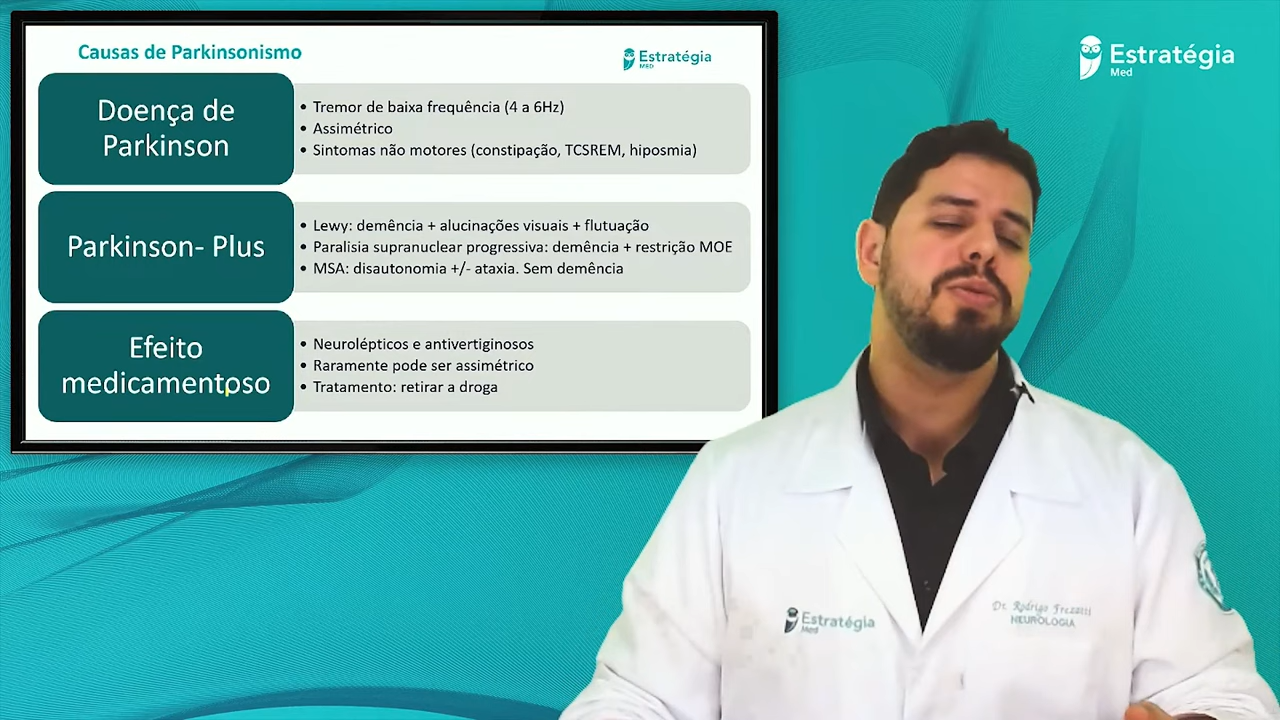 Causas de Parkinsonismo
Estratégia
MED
Doença de
Parkinson
• Tremor de baixa frequência (4 a 6Hz)
• Assimétrico
• Sintomas não motores (constipação, TCSREM, hiposmia)
Parkinson- Plus
• Lewy: demência + alucinações visuais + flutuação
• Paralisia supranuclear progressiva: demência + restrição MOE
• MSA: disautonomia +/- ataxia. Sem demência
Efeito
medicamentoso
• Neurolépticos e antivertiginosos
• Raramente pode ser assimétrico
• Tratamento: retirar a droga
Estratégia
Med
Estratégia
Med
Dr. Rodrigo Frezatti
NEUROLOGIA